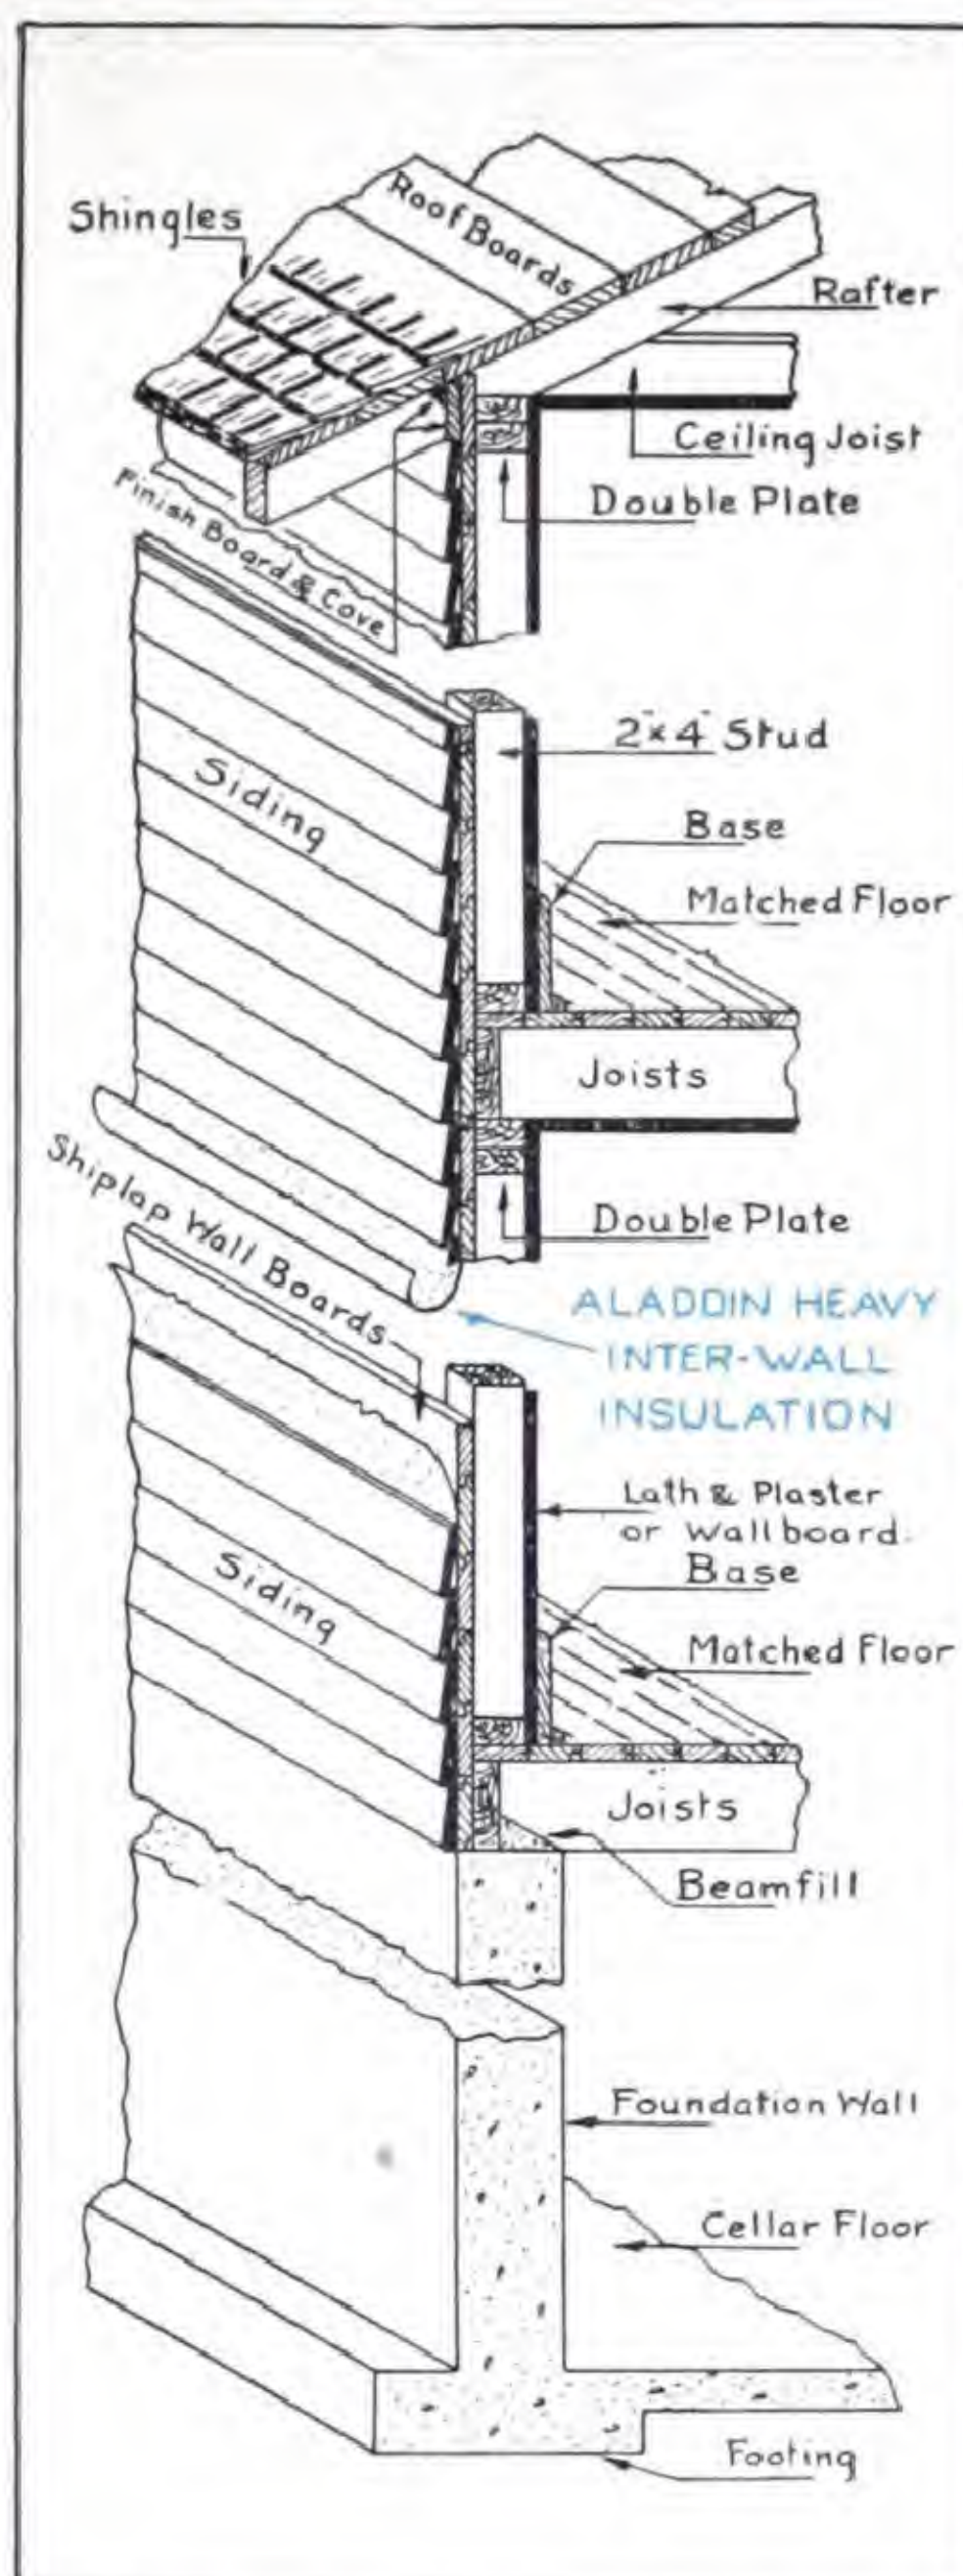 Roof Boards
Shingles
Rafter
Ceiling Joist
Double Plate
Finish Board & Cove
2"x4" Stud
Siding
Base
Matched Floor
Joists
Shiplap Wall Boards
Double Plate
ALADDIN HEAVY
INTER-WALL
INSULATION
Lath & Plaster
or Wallboard.
Base
Siding
Matched Floor
Joists
Beamfill
Foundation Wall
Cellar Floor
Footing